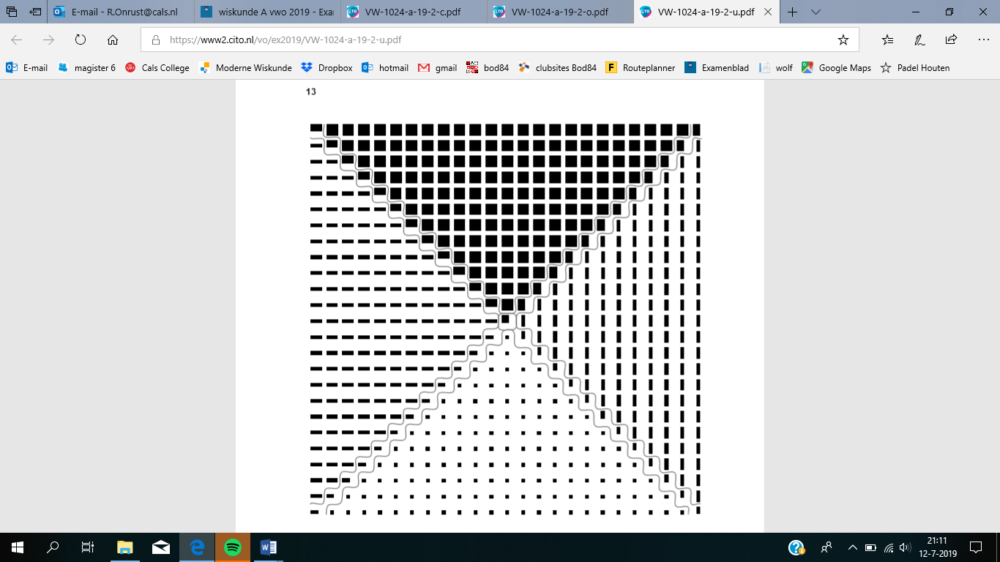 E-mail - R.Onrust@cals.nl
wiskunde A vwo 2019 - Exa
VW-1024-a-19-2-c.pdf
VW-1024-a-19-2-o.pdf
VW-1024-a-19-2-u.pdf
https://www2.cito.nl/vo/ex2019/VW-1024-a-19-2-u.pdf
E-mail
magister 6
Cals College
Moderne Wiskunde
Dropbox
hotmail
gmail
bod84
clubsites Bod84
Routeplanner
Examenblad
wolf
Google Maps
Padel Houten
13
21:11
12-7-2019